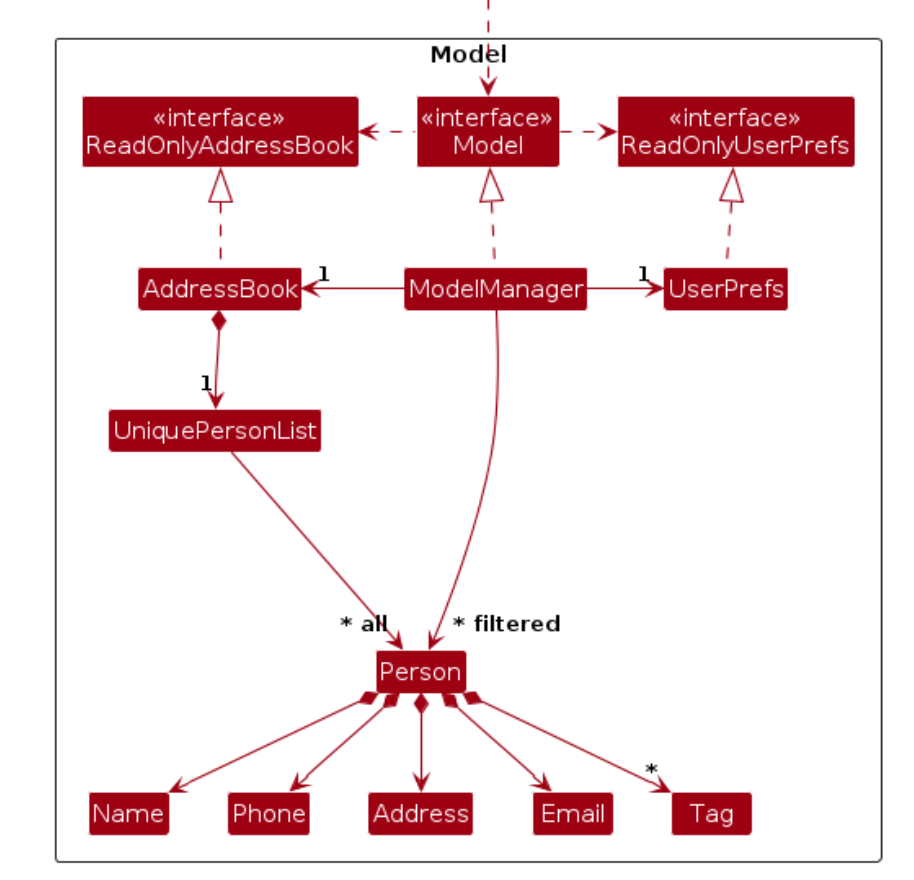 Model
«interface»
ReadOnlyAddressBook
«interface»
Model
«interface»
ReadOnlyUserPrefs
AddressBook
1
ModelManager
1
UserPrefs
1
UniquePersonList
* all
* filtered
Person
*
Name
Phone
Address
Email
Tag